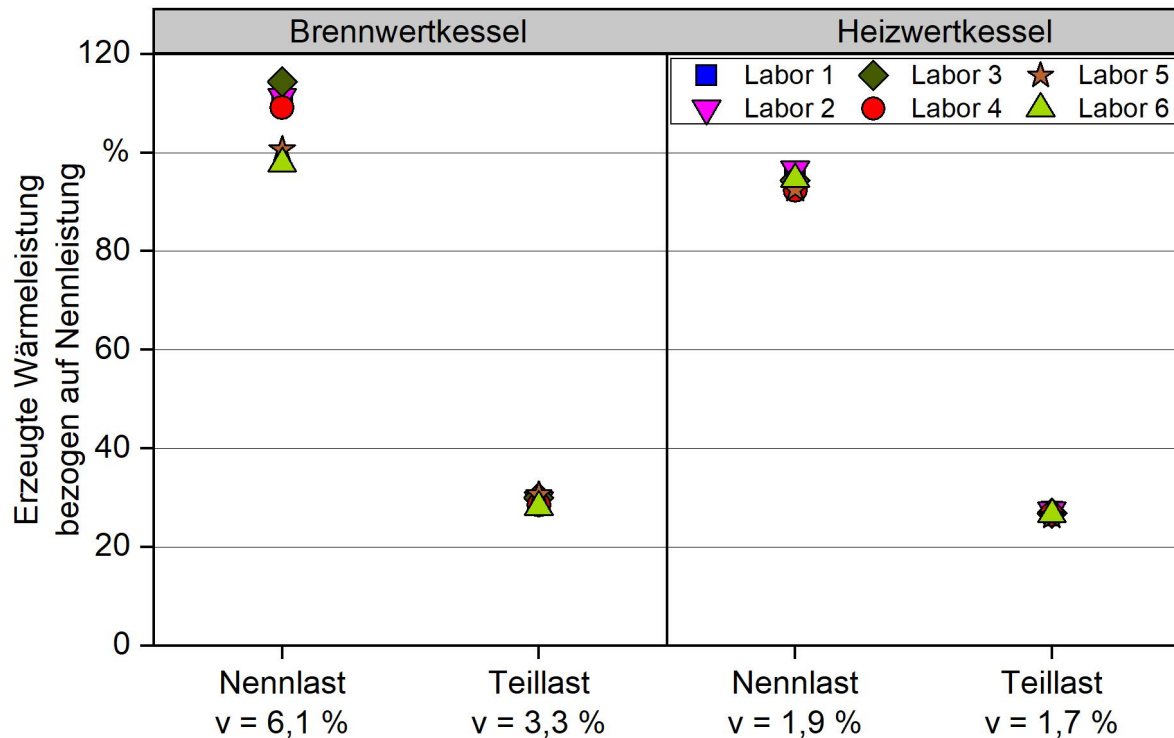 Brennwertkessel
Heizwertkessel
Labor 1
Labor 3
Labor 5
Labor 2
Labor 4
Labor 6
Erzeugte Wärmeleistung
bezogen auf Nennleistung
120
%
80
60
40
20
0
Nennlast
v = 6,1 %
Teillast
v = 3,3 %
Nennlast
v = 1,9 %
Teillast
v = 1,7 %